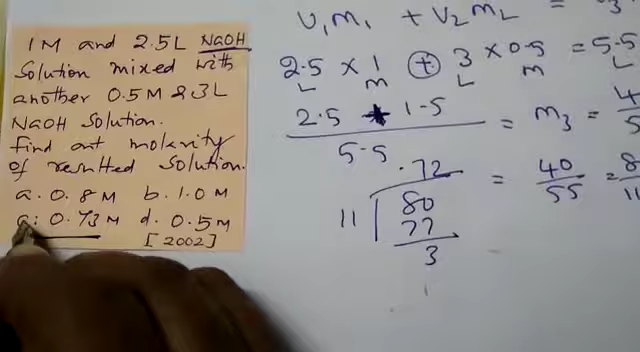 1M and 2.5L NaOH
Solution mixed with
another 0.5M & 3L
NaOH Solution.
Find out molarity
of resulted Solution.
a. 0.8M b. 1.0M
c: 0.73M d. 0.5M
[2002]
V₁M₁ + V₂M₂ =
2.5 × 1 + 3 × 0.5 = 5.5
L M L M L
2.5 + 1.5
5.5
= M₃ = 4
5
= 40
55
= 8
11
.72
11 80
77
3